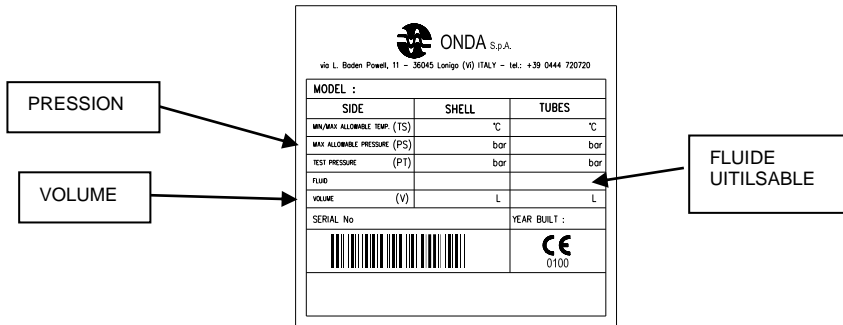 ONDA S.p.A.
via L. Baden Powell, 11 - 36045 Lonigo (Vi) ITALY - tel.: +39 0444 720720
MODEL :
SIDE SHELL TUBES
MIN/MAX ALLOWABLE TEMP. (TS) °C °C
MAX ALLOWABLE PRESSURE (PS) bar bar
TEST PRESSURE (PT) bar bar
FLUID
VOLUME (V) L L
SERIAL No YEAR BUILT :
CE
0100
PRESSION
VOLUME
FLUIDE
UITILSABLE